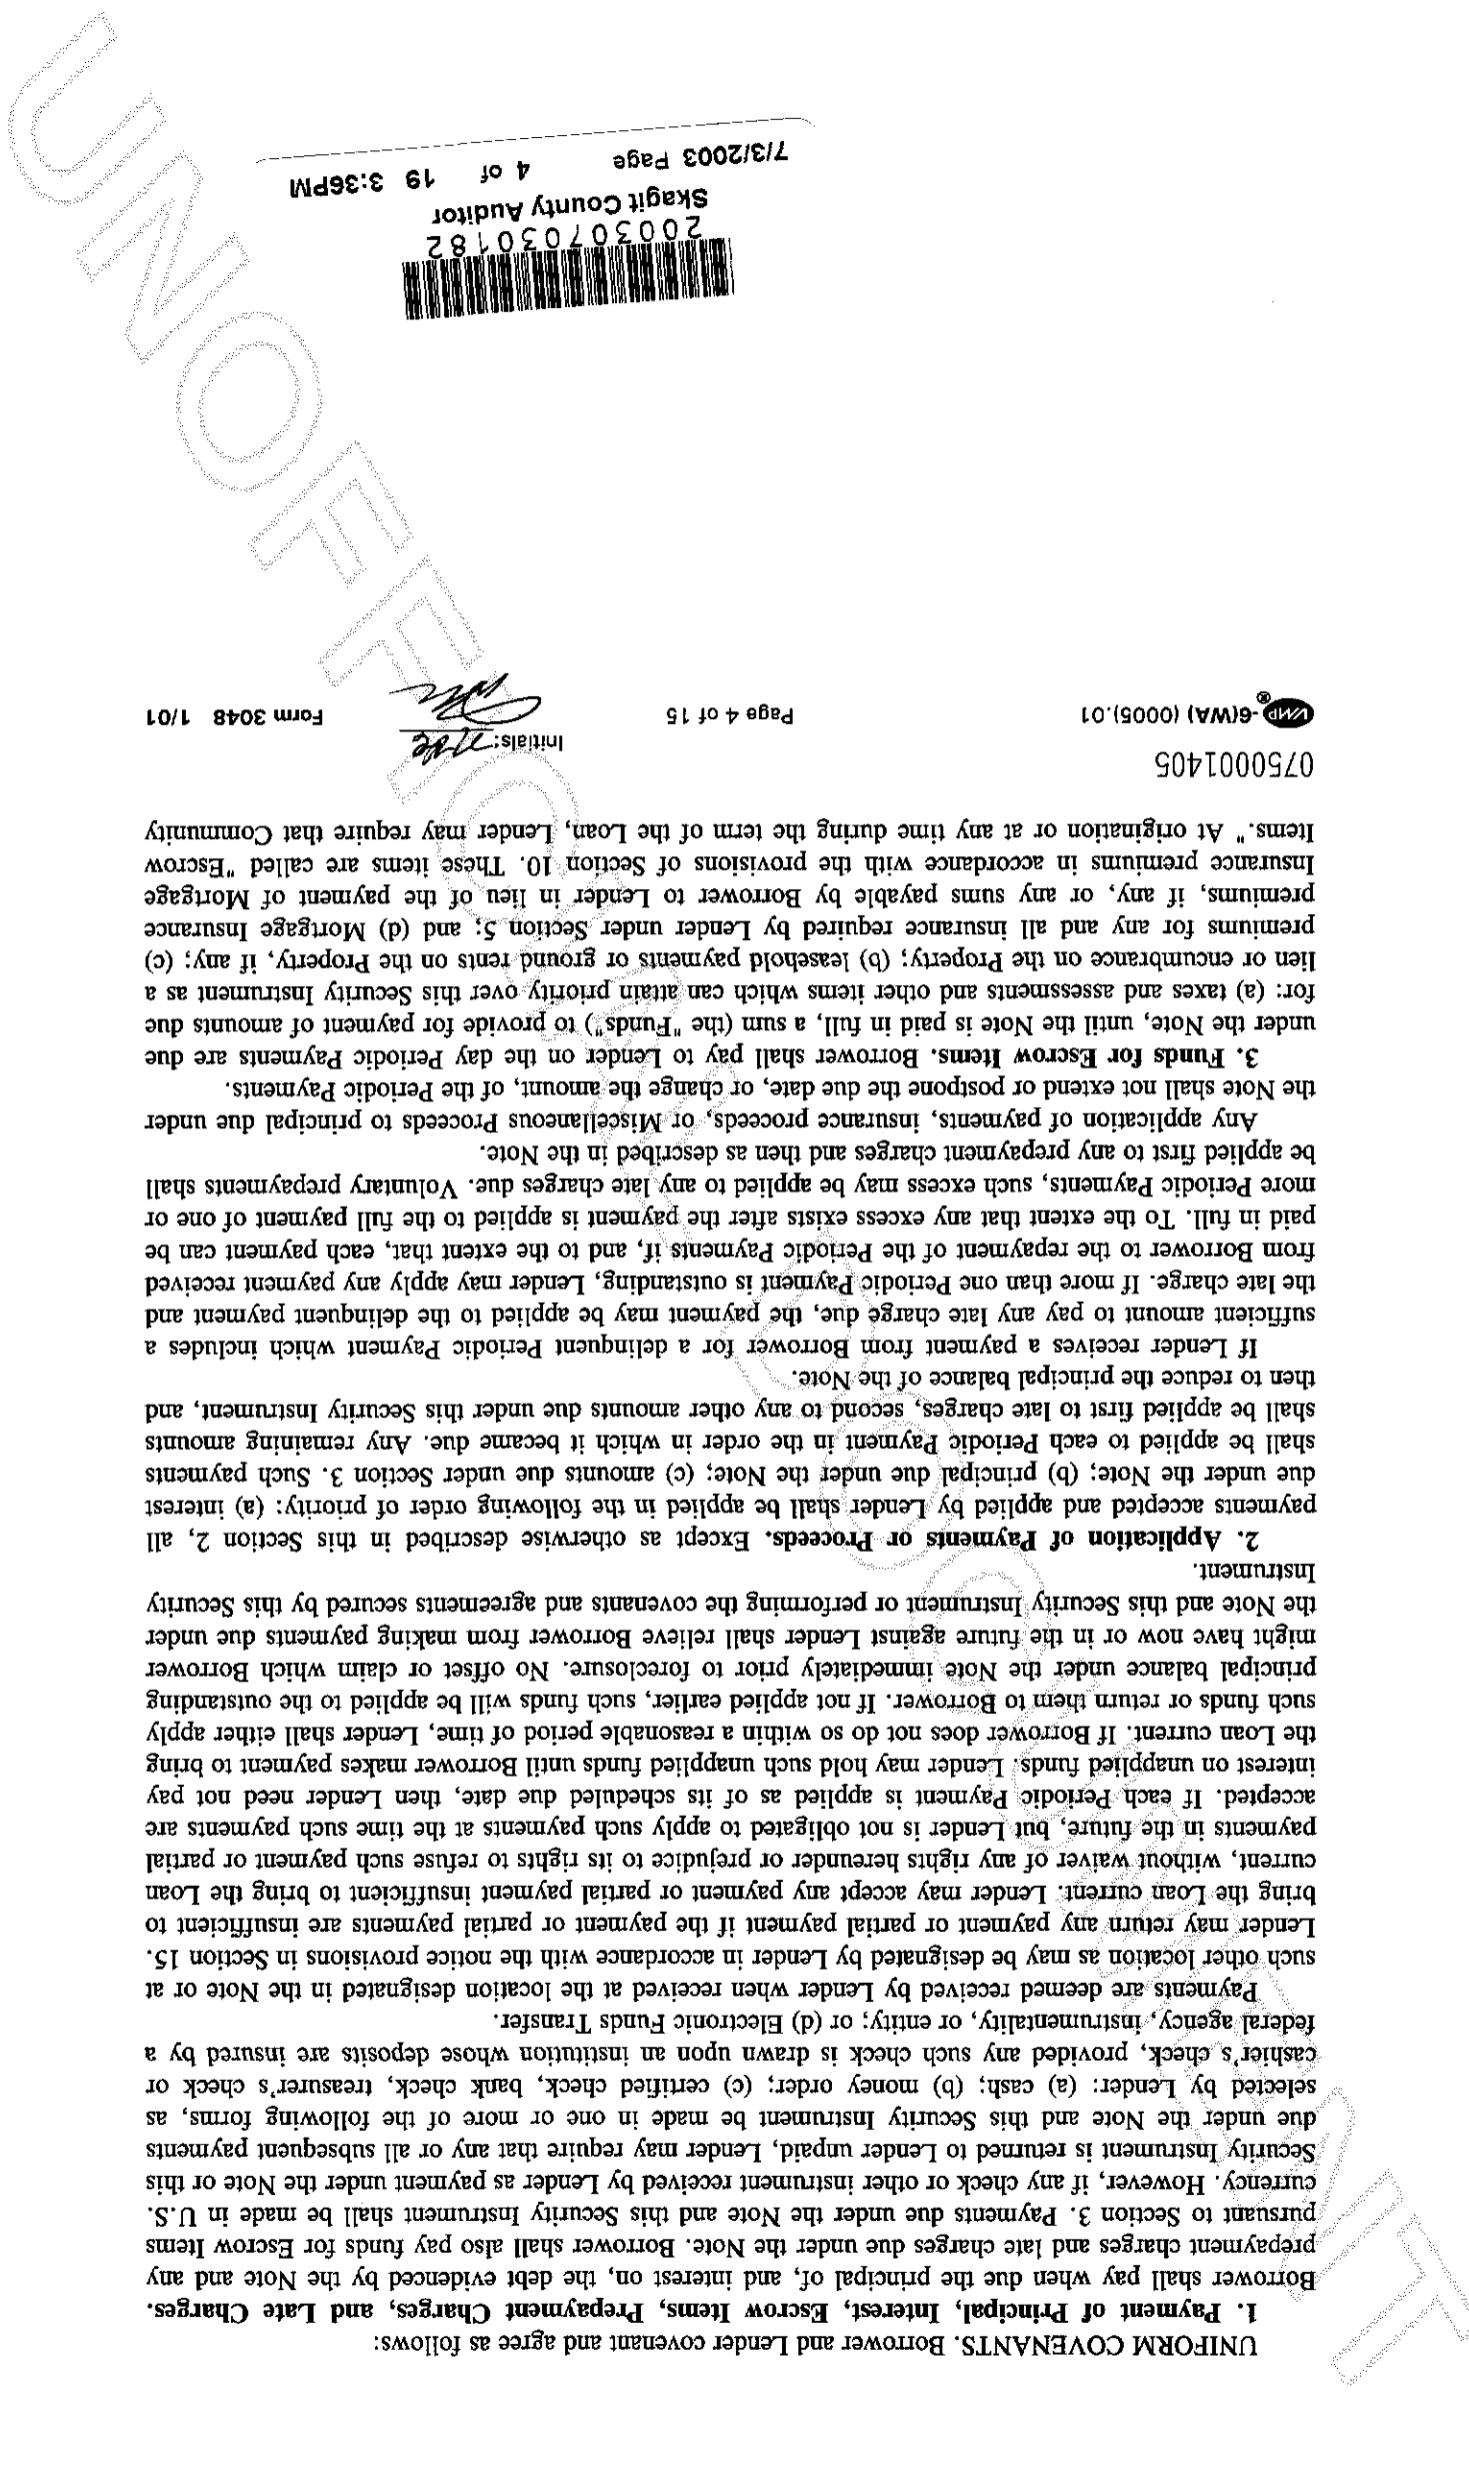 UNIFORM COVENANTS. Borrower and Lender covenant and agree as follows:
1. Payment of Principal, Interest, Escrow Items, Prepayment Charges, and Late Charges.
Borrower shall pay when due the principal of, and interest on, the debt evidenced by the Note and any
prepayment charges and late charges due under the Note. Borrower shall also pay funds for Escrow Items
pursuant to Section 3. Payments due under the Note and this Security Instrument shall be made in U.S.
currency. However, if any check or other instrument received by Lender as payment under the Note or this
Security Instrument is returned to Lender unpaid, Lender may require that any or all subsequent payments
due under the Note and this Security Instrument be made in one or more of the following forms, as
selected by Lender: (a) cash; (b) money order; (c) certified check, bank check, treasurer's check or
cashier's check, provided any such check is drawn upon an institution whose deposits are insured by a
federal agency, instrumentality, or entity; or (d) Electronic Funds Transfer.
Payments are deemed received by Lender when received at the location designated in the Note or at
such other location as may be designated by Lender in accordance with the notice provisions in Section 15.
Lender may return any payment or partial payment if the payment or partial payments are insufficient to
bring the Loan current. Lender may accept any payment or partial payment insufficient to bring the Loan
current, without waiver of any rights hereunder or prejudice to its rights to refuse such payment or partial
payments in the future, but Lender is not obligated to apply such payments at the time such payments are
accepted. If each Periodic Payment is applied as of its scheduled due date, then Lender need not pay
interest on unapplied funds. Lender may hold such unapplied funds until Borrower makes payment to bring
the Loan current. If Borrower does not do so within a reasonable period of time, Lender shall either apply
such funds or return them to Borrower. If not applied earlier, such funds will be applied to the outstanding
principal balance under the Note immediately prior to foreclosure. No offset or claim which Borrower
might have now or in the future against Lender shall relieve Borrower from making payments due under
the Note and this Security Instrument or performing the covenants and agreements secured by this Security
Instrument.
2. Application of Payments or Proceeds. Except as otherwise described in this Section 2, all
payments accepted and applied by Lender shall be applied in the following order of priority: (a) interest
due under the Note; (b) principal due under the Note; (c) amounts due under Section 3. Such payments
shall be applied to each Periodic Payment in the order in which it became due. Any remaining amounts
shall be applied first to late charges, second to any other amounts due under this Security Instrument, and
then to reduce the principal balance of the Note.
If Lender receives a payment from Borrower for a delinquent Periodic Payment which includes a
sufficient amount to pay any late charge due, the payment may be applied to the delinquent payment and
the late charge. If more than one Periodic Payment is outstanding, Lender may apply any payment received
from Borrower to the repayment of the Periodic Payments if, and to the extent that, each payment can be
paid in full. To the extent that any excess exists after the payment is applied to the full payment of one or
more Periodic Payments, such excess may be applied to any late charges due. Voluntary prepayments shall
be applied first to any prepayment charges and then as described in the Note.
Any application of payments, insurance proceeds, or Miscellaneous Proceeds to principal due under
the Note shall not extend or postpone the due date, or change the amount, of the Periodic Payments.
3. Funds for Escrow Items. Borrower shall pay to Lender on the day Periodic Payments are due
under the Note, until the Note is paid in full, a sum (the "Funds") to provide for payment of amounts due
for: (a) taxes and assessments and other items which can attain priority over this Security Instrument as a
lien or encumbrance on the Property; (b) leasehold payments or ground rents on the Property, if any; (c)
premiums for any and all insurance required by Lender under Section 5; and (d) Mortgage Insurance
premiums, if any, or any sums payable by Borrower to Lender in lieu of the payment of Mortgage
Insurance premiums in accordance with the provisions of Section 10. These items are called "Escrow
Items." At origination or at any time during the term of the Loan, Lender may require that Community
0750001405
Initials:
VMP®-6(WA) (0005).01 Page 4 of 15 Form 3048 1/01
200307030182
Skagit County Auditor
7/3/2003 Page 4 of 19 3:36PM
UNOFFICIAL DOCUMENT